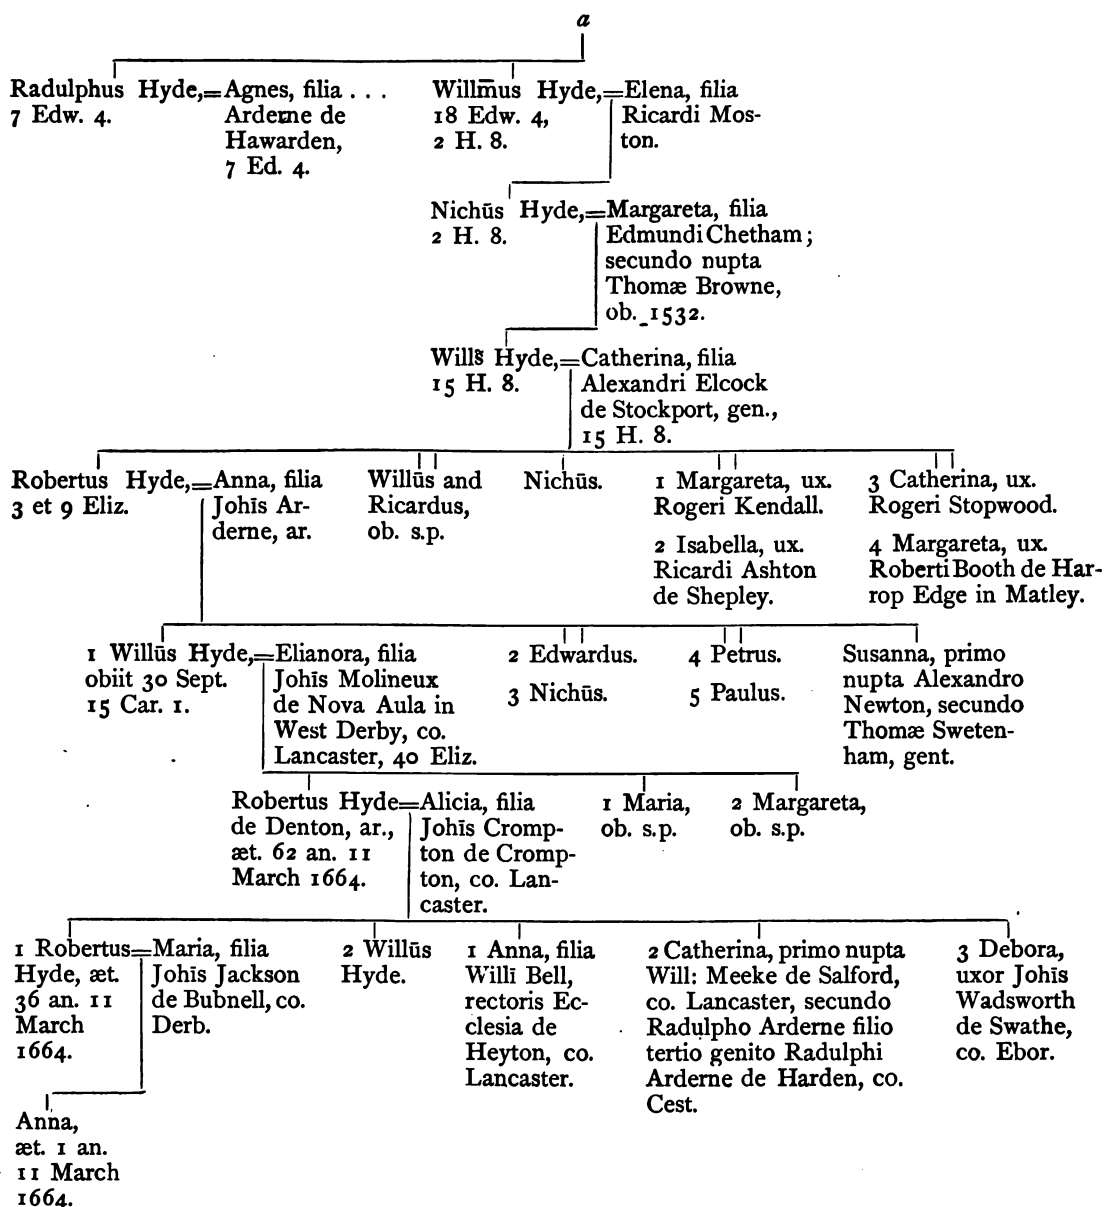 a
Radulphus Hyde,=Agnes, filia . . .
7 Edw. 4.
Arderne de
Hawarden,
7 Ed. 4.
Willm̄us Hyde,=Elena, filia
18 Edw. 4,
2 H. 8.
Ricardi Mos-
ton.
Nichūs Hyde,=Margareta, filia
2 H. 8.
Edmundi Chetham;
secundo nupta
Thomæ Browne,
ob. 1532.
Wills Hyde,=Catherina, filia
15 H. 8.
Alexandri Elcock
de Stockport, gen.,
15 H. 8.
Robertus Hyde,=Anna, filia
3 et 9 Eliz.
Johīs Ar-
derne, ar.
Willūs and
Ricardus,
ob. s.p.
Nichūs.
1 Margareta, ux.
Rogeri Kendall.
2 Isabella, ux.
Ricardi Ashton
de Shepley.
3 Catherina, ux.
Rogeri Stopwood.
4 Margareta, ux.
Roberti Booth de Har-
rop Edge in Matley.
1 Willūs Hyde,=Elianora, filia
obiit 30 Sept.
15 Car. 1.
Johīs Molineux
de Nova Aula in
West Derby, co.
Lancaster, 40 Eliz.
2 Edwardus.
3 Nichūs.
4 Petrus.
5 Paulus.
Susanna, primo
nupta Alexandro
Newton, secundo
Thomæ Sweten-
ham, gent.
Robertus Hyde=Alicia, filia
de Denton, ar.,
æt. 62 an. 11
March 1664.
Johīs Cromp-
ton de Cromp-
ton, co. Lan-
caster.
1 Maria,
ob. s.p.
2 Margareta,
ob. s.p.
1 Robertus=Maria, filia
Hyde, æt.
36 an. 11
March
1664.
Johīs Jackson
de Bubnell, co.
Derb.
2 Willūs
Hyde.
1 Anna, filia
Willī Bell,
rectoris Ec-
clesia de
Heyton, co.
Lancaster.
2 Catherina, primo nupta
Will: Meeke de Salford,
co. Lancaster, secundo
Radulpho Arderne filio
tertio genito Radulphi
Arderne de Harden, co.
Cest.
3 Debora,
uxor Johīs
Wadsworth
de Swathe,
co. Ebor.
Anna,
æt. 1 an.
11 March
1664.